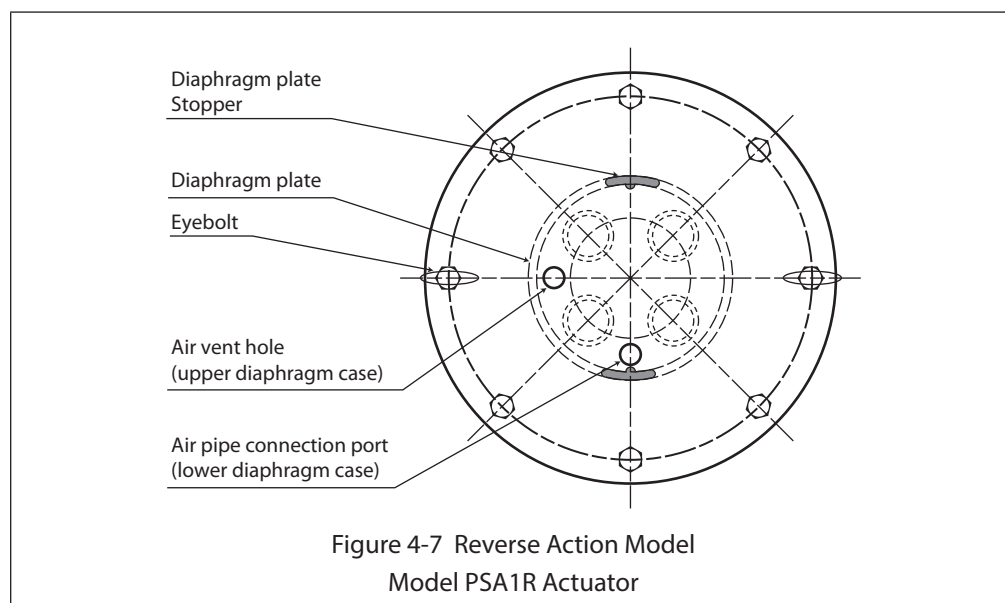 Diaphragm plate
Stopper
Diaphragm plate
Eyebolt
Air vent hole
(upper diaphragm case)
Air pipe connection port
(lower diaphragm case)
Figure 4-7  Reverse Action Model
Model PSA1R Actuator